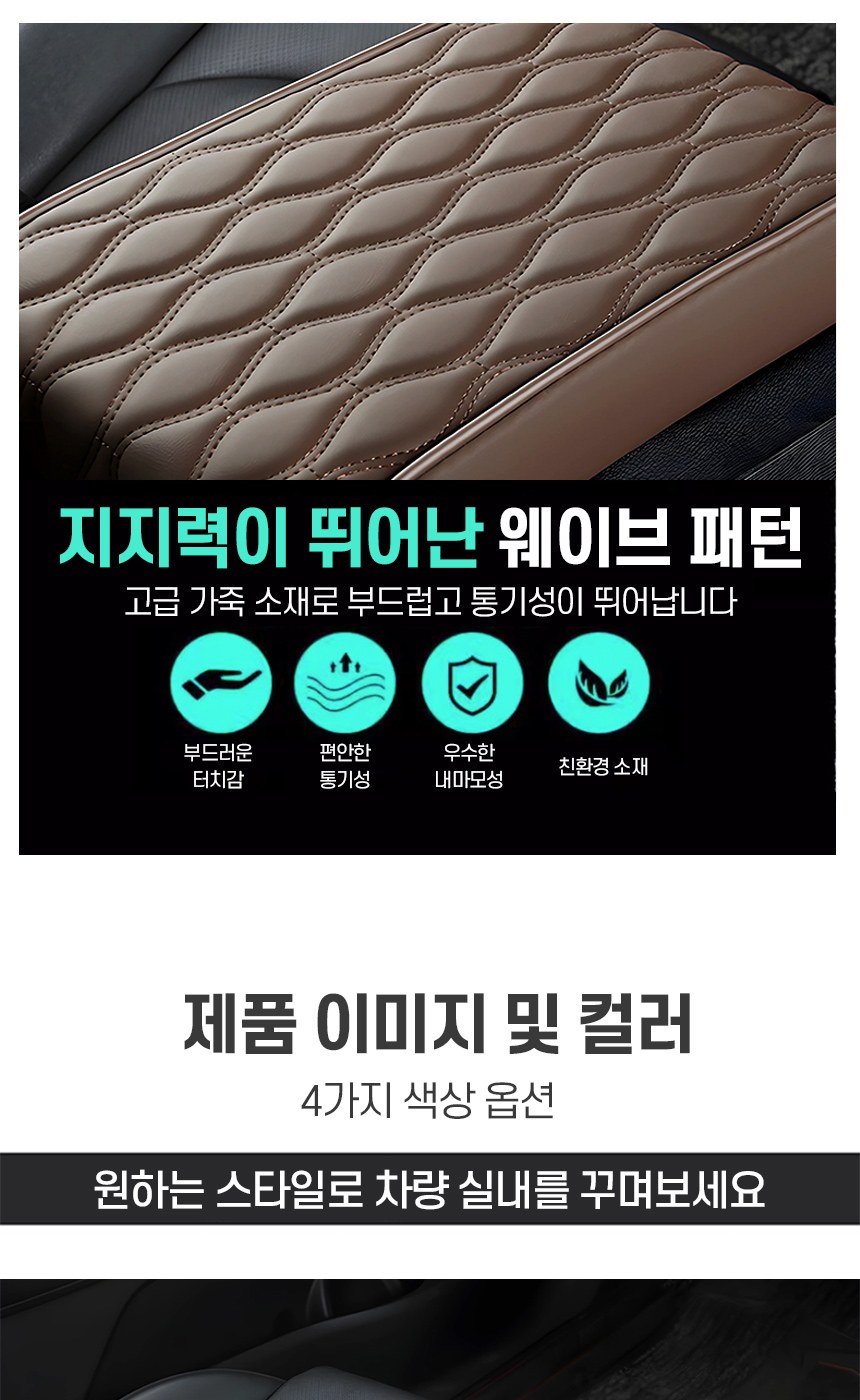 지지력이 뛰어난 웨이브 패턴
고급 가죽 소재로 부드럽고 통기성이 뛰어납니다
부드러운
터치감
편안한
통기성
우수한
내마모성
친환경 소재
제품 이미지 및 컬러
4가지 색상 옵션
원하는 스타일로 차량 실내를 꾸며보세요